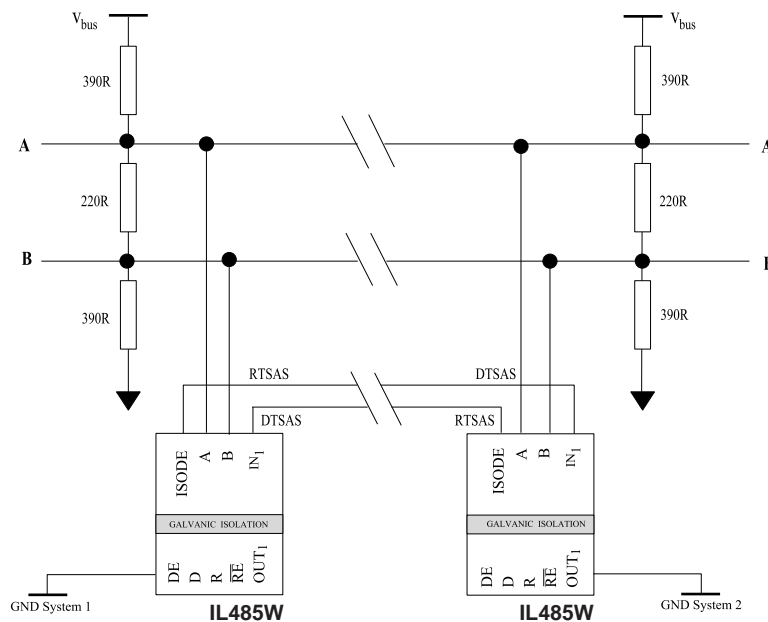 Vbus
Vbus
390R
390R
A
A
220R
220R
B
390R
390R
RTSAS
DTSAS
DTSAS
RTSAS
ISODE
A
B
IN1
ISODE
A
B
IN1
GALVANIC ISOLATION
GALVANIC ISOLATION
DE
D
R
RE
OUT1
DE
D
R
RE
OUT1
GND System 1
GND System 2
IL485W
IL485W